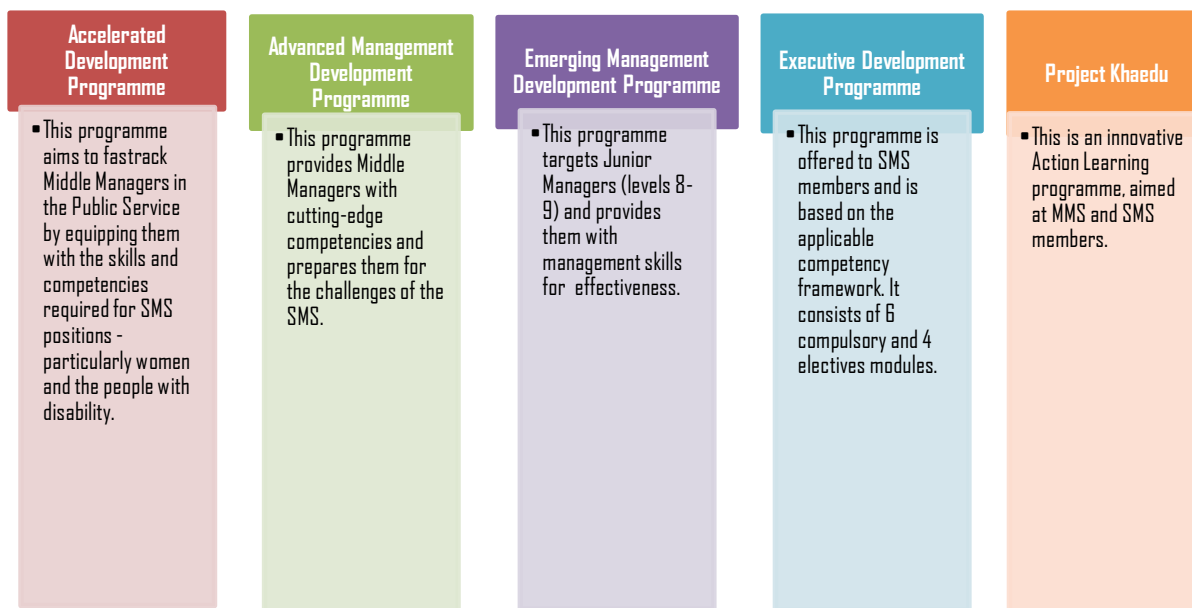 Accelerated
Development
Programme
▪This programme
aims to fastrack
Middle Managers in
the Public Service
by equipping them
with the skills and
competencies
required for SMS
positions -
particularly women
and the people with
disability.
Advanced Management
Development
Programme
▪This programme
provides Middle
Managers with
cutting-edge
competencies and
prepares them for
the challenges of the
SMS.
Emerging Management
Development Programme
▪This programme
targets Junior
Managers (levels 8-
9) and provides
them with
management skills
for effectiveness.
Executive Development
Programme
▪This programme is
offered to SMS
members and is
based on the
applicable
competency
framework. It
consists of 6
compulsory and 4
electives modules.
Project Khaedu
▪This is an innovative
Action Learning
programme, aimed
at MMS and SMS
members.